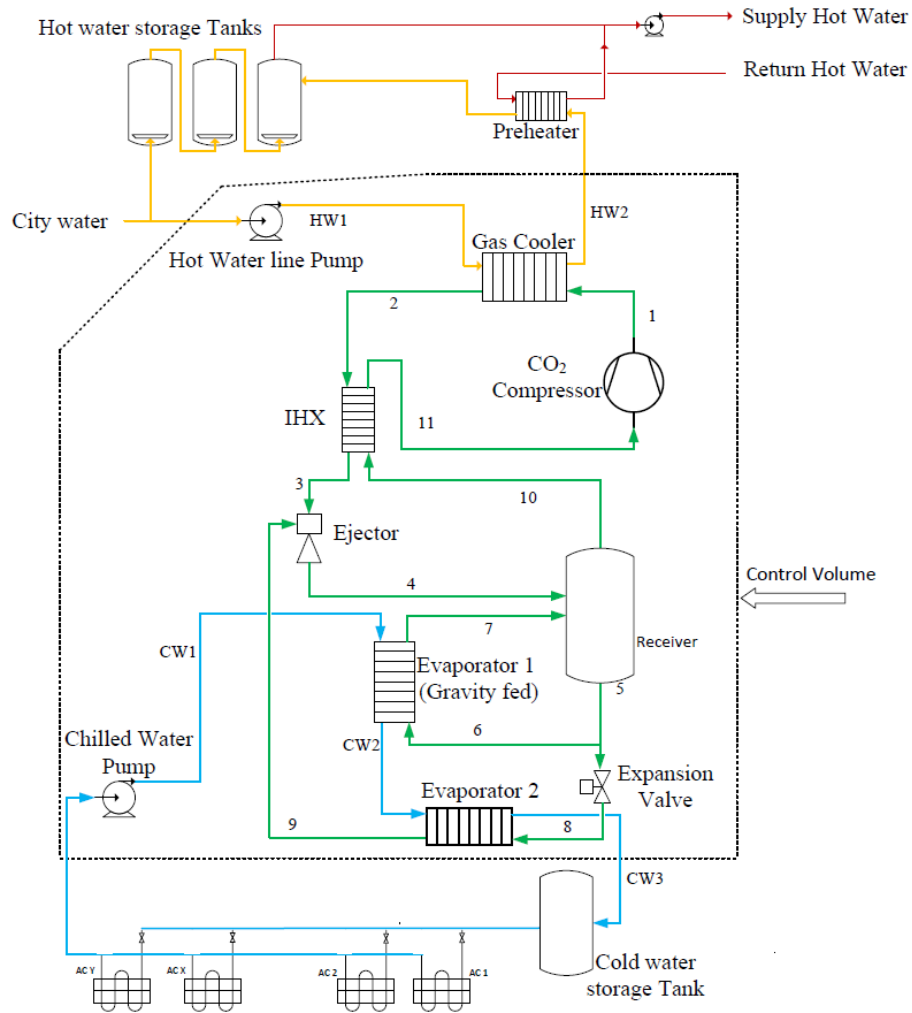 Supply Hot Water
Hot water storage Tanks
Return Hot Water
Preheater
City water
HW1
HW2
Hot Water line Pump
Gas Cooler
2
1
CO₂
Compressor
IHX
11
3
10
Ejector
4
Control Volume
7
CW1
Receiver
Evaporator 1
(Gravity fed)
5
6
CW2
Chilled Water
Pump
Expansion
Valve
Evaporator 2
9
8
CW3
AC Y
AC X
AC 2
AC 1
Cold water
storage Tank